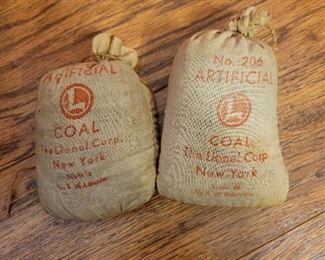 ARTIFICIAL
L
COAL
The Lionel Corp.
New York
No. 206
ARTIFICIAL
L
COAL
The Lionel Corp.
New York